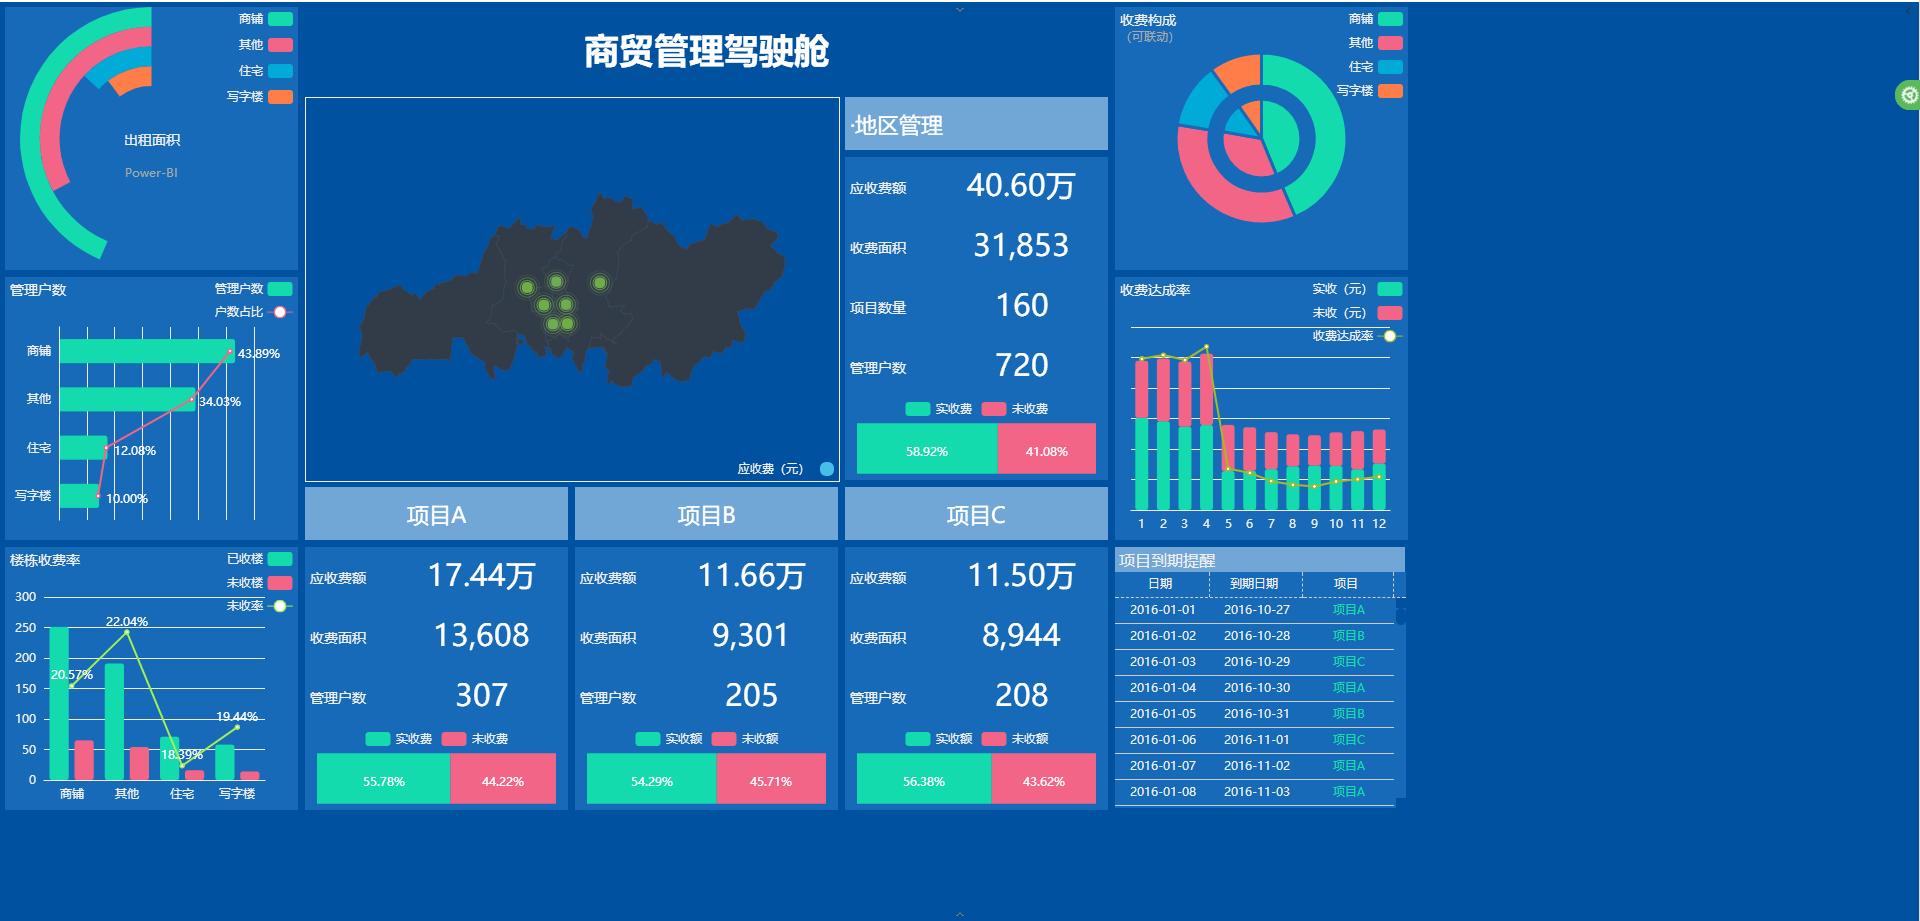 商贸管理驾驶舱
商铺
其他
住宅
写字楼
出租面积
Power-BI
管理户数
管理户数
户数占比
商铺
43.89%
其他
34.03%
住宅
12.08%
写字楼
10.00%
楼栋收费率
已收楼
未收楼
未收率
300
250
200
150
100
50
0
22.04%
20.57%
19.44%
18.39%
商铺 其他 住宅 写字楼
应收费（元）
·地区管理
应收费额 40.60万
收费面积 31,853
项目数量 160
管理户数 720
实收费 未收费
58.92% 41.08%
项目A
应收费额 17.44万
收费面积 13,608
管理户数 307
实收费 未收费
55.78% 44.22%
项目B
应收费额 11.66万
收费面积 9,301
管理户数 205
实收额 未收额
54.29% 45.71%
项目C
应收费额 11.50万
收费面积 8,944
管理户数 208
实收额 未收额
56.38% 43.62%
收费构成
（可联动）
商铺
其他
住宅
写字楼
收费达成率
实收（元）
未收（元）
收费达成率
1 2 3 4 5 6 7 8 9 10 11 12
项目到期提醒
日期 到期日期 项目
2016-01-01 2016-10-27 项目A
2016-01-02 2016-10-28 项目B
2016-01-03 2016-10-29 项目C
2016-01-04 2016-10-30 项目A
2016-01-05 2016-10-31 项目B
2016-01-06 2016-11-01 项目C
2016-01-07 2016-11-02 项目A
2016-01-08 2016-11-03 项目A